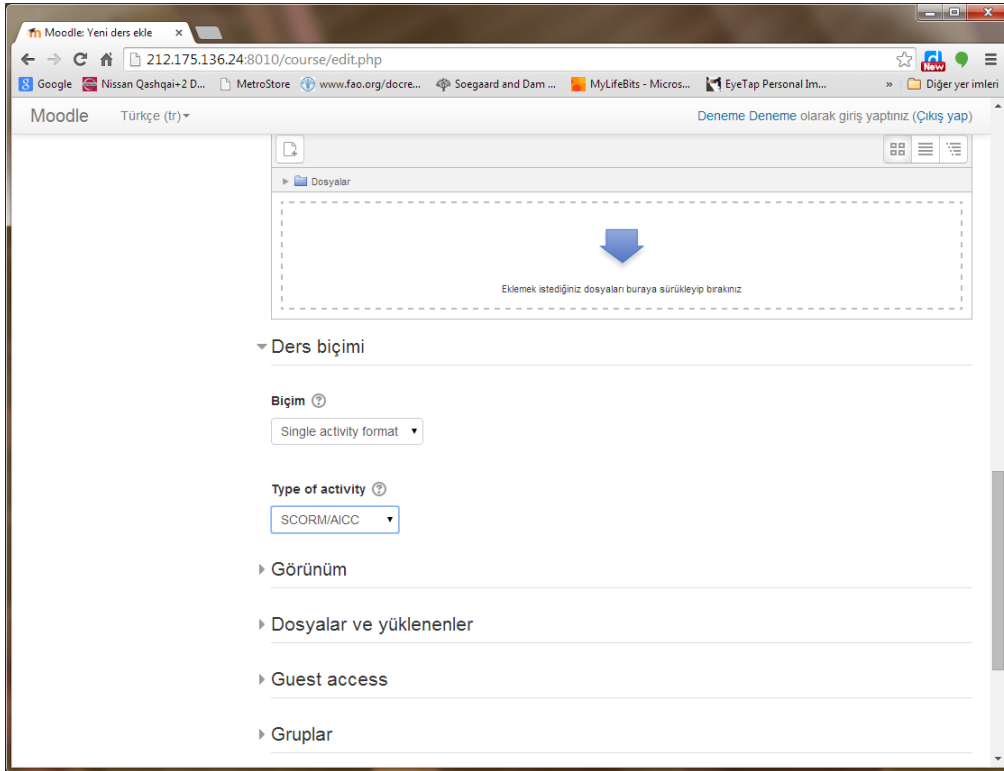 Moodle: Yeni ders ekle
212.175.136.24:8010/course/edit.php
New
Google Nissan Qashqai+2 D... MetroStore www.fao.org/docre... Soegaard and Dam ... MyLifeBits - Micros... EyeTap Personal Im... » Diğer yer imleri
Moodle Türkçe (tr) Deneme Deneme olarak giriş yaptınız (Çıkış yap)
Dosyalar
Eklemek istediğiniz dosyaları buraya sürükleyip bırakınız
Ders biçimi
Biçim
Single activity format
Type of activity
SCORM/AICC
Görünüm
Dosyalar ve yüklenenler
Guest access
Gruplar